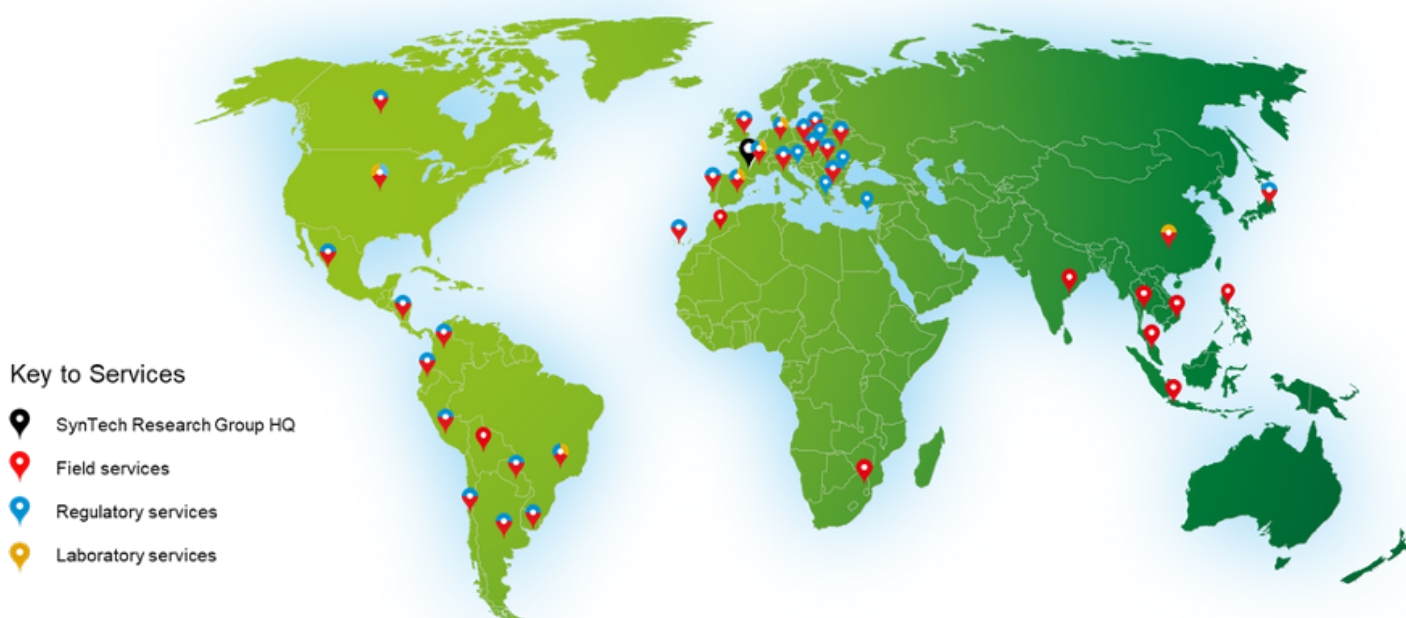 Key to Services
SynTech Research Group HQ
Field services
Regulatory services
Laboratory services